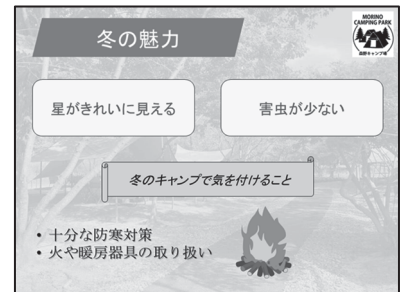 冬の魅力
MORINO
CAMPING PARK
森野キャンプ場
星がきれいに見える
害虫が少ない
冬のキャンプで気を付けること
• 十分な防寒対策
• 火や暖房器具の取り扱い